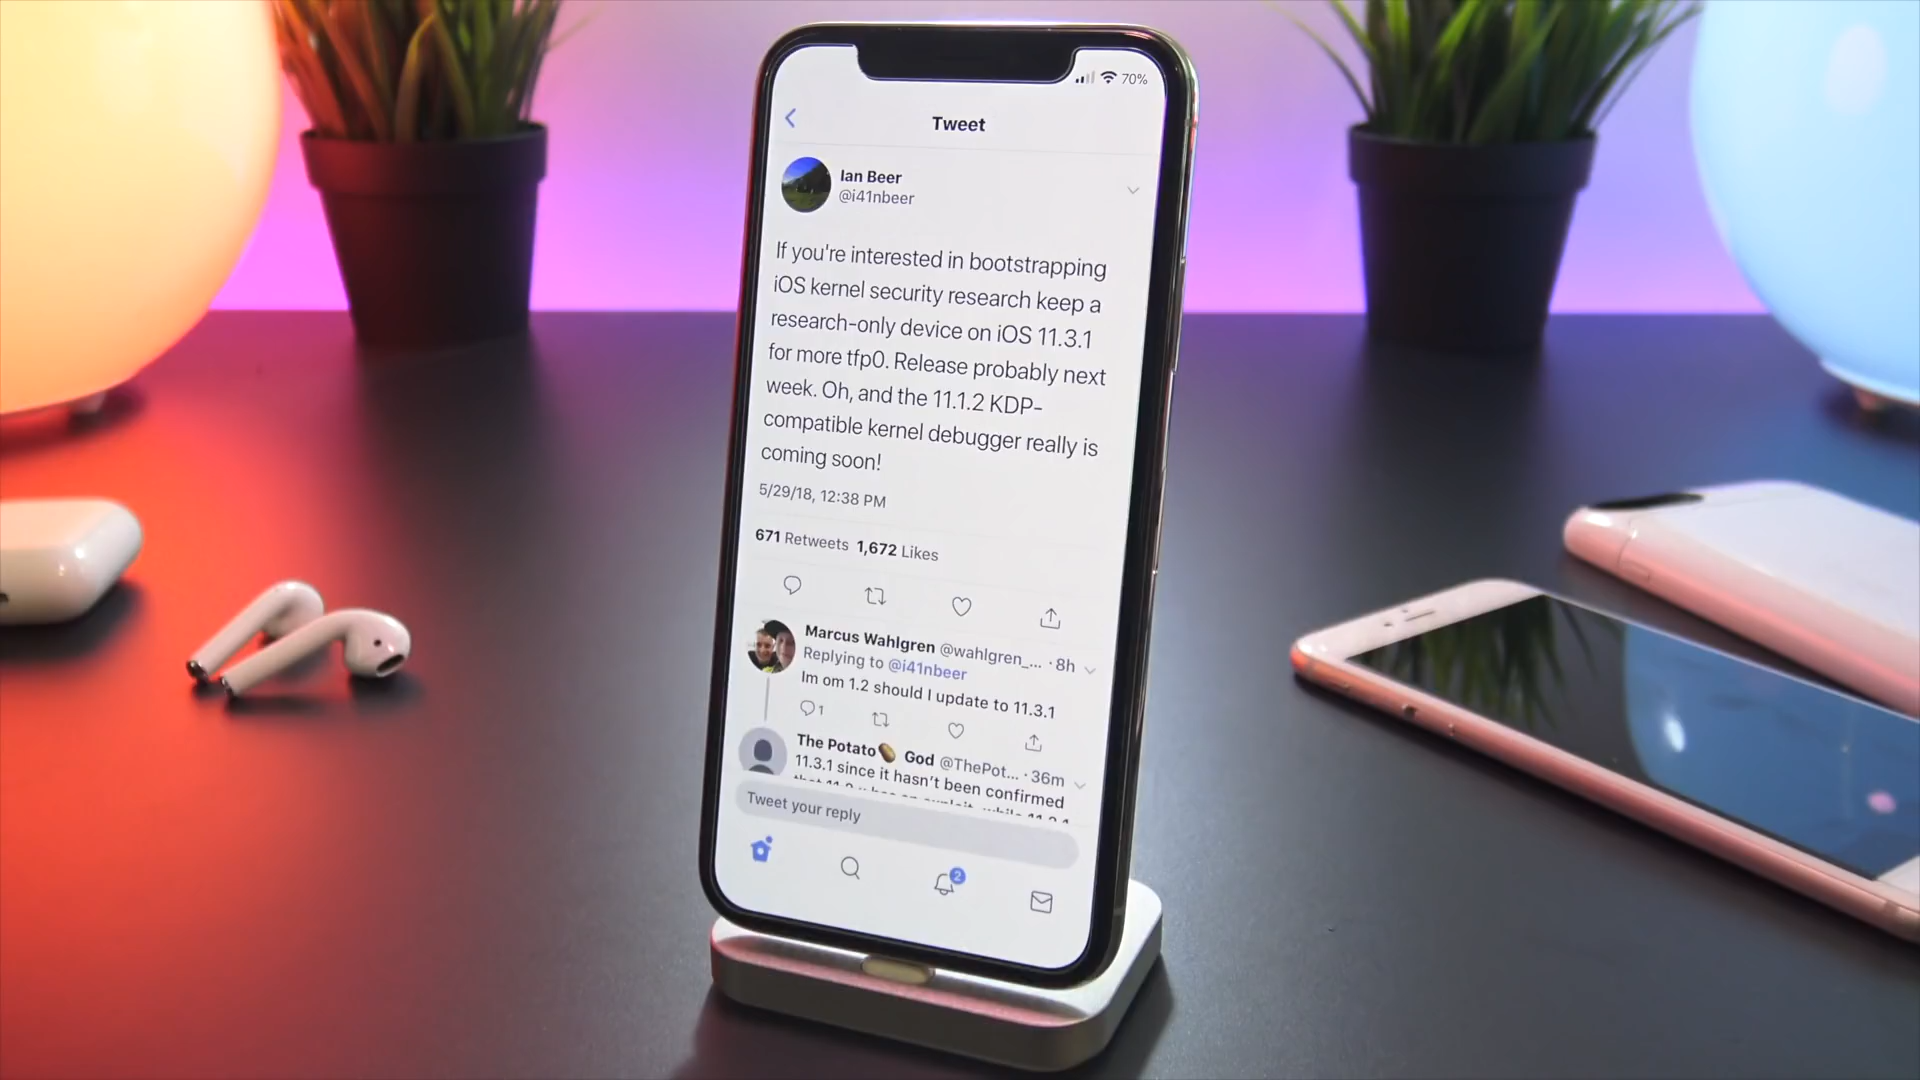 70%
Tweet
Ian Beer
@i41nbeer
If you're interested in bootstrapping
iOS kernel security research keep a
research-only device on iOS 11.3.1
for more tfp0. Release probably next
week. Oh, and the 11.1.2 KDP-
compatible kernel debugger really is
coming soon!
5/29/18, 12:38 PM
671 Retweets 1,672 Likes
Marcus Wahlgren @wahlgren_... · 8h
Replying to @i41nbeer
Im om 1.2 should I update to 11.3.1
1
The Potato🥔 God @ThePot... · 36m
11.3.1 since it hasn't been confirmed
Tweet your reply
2